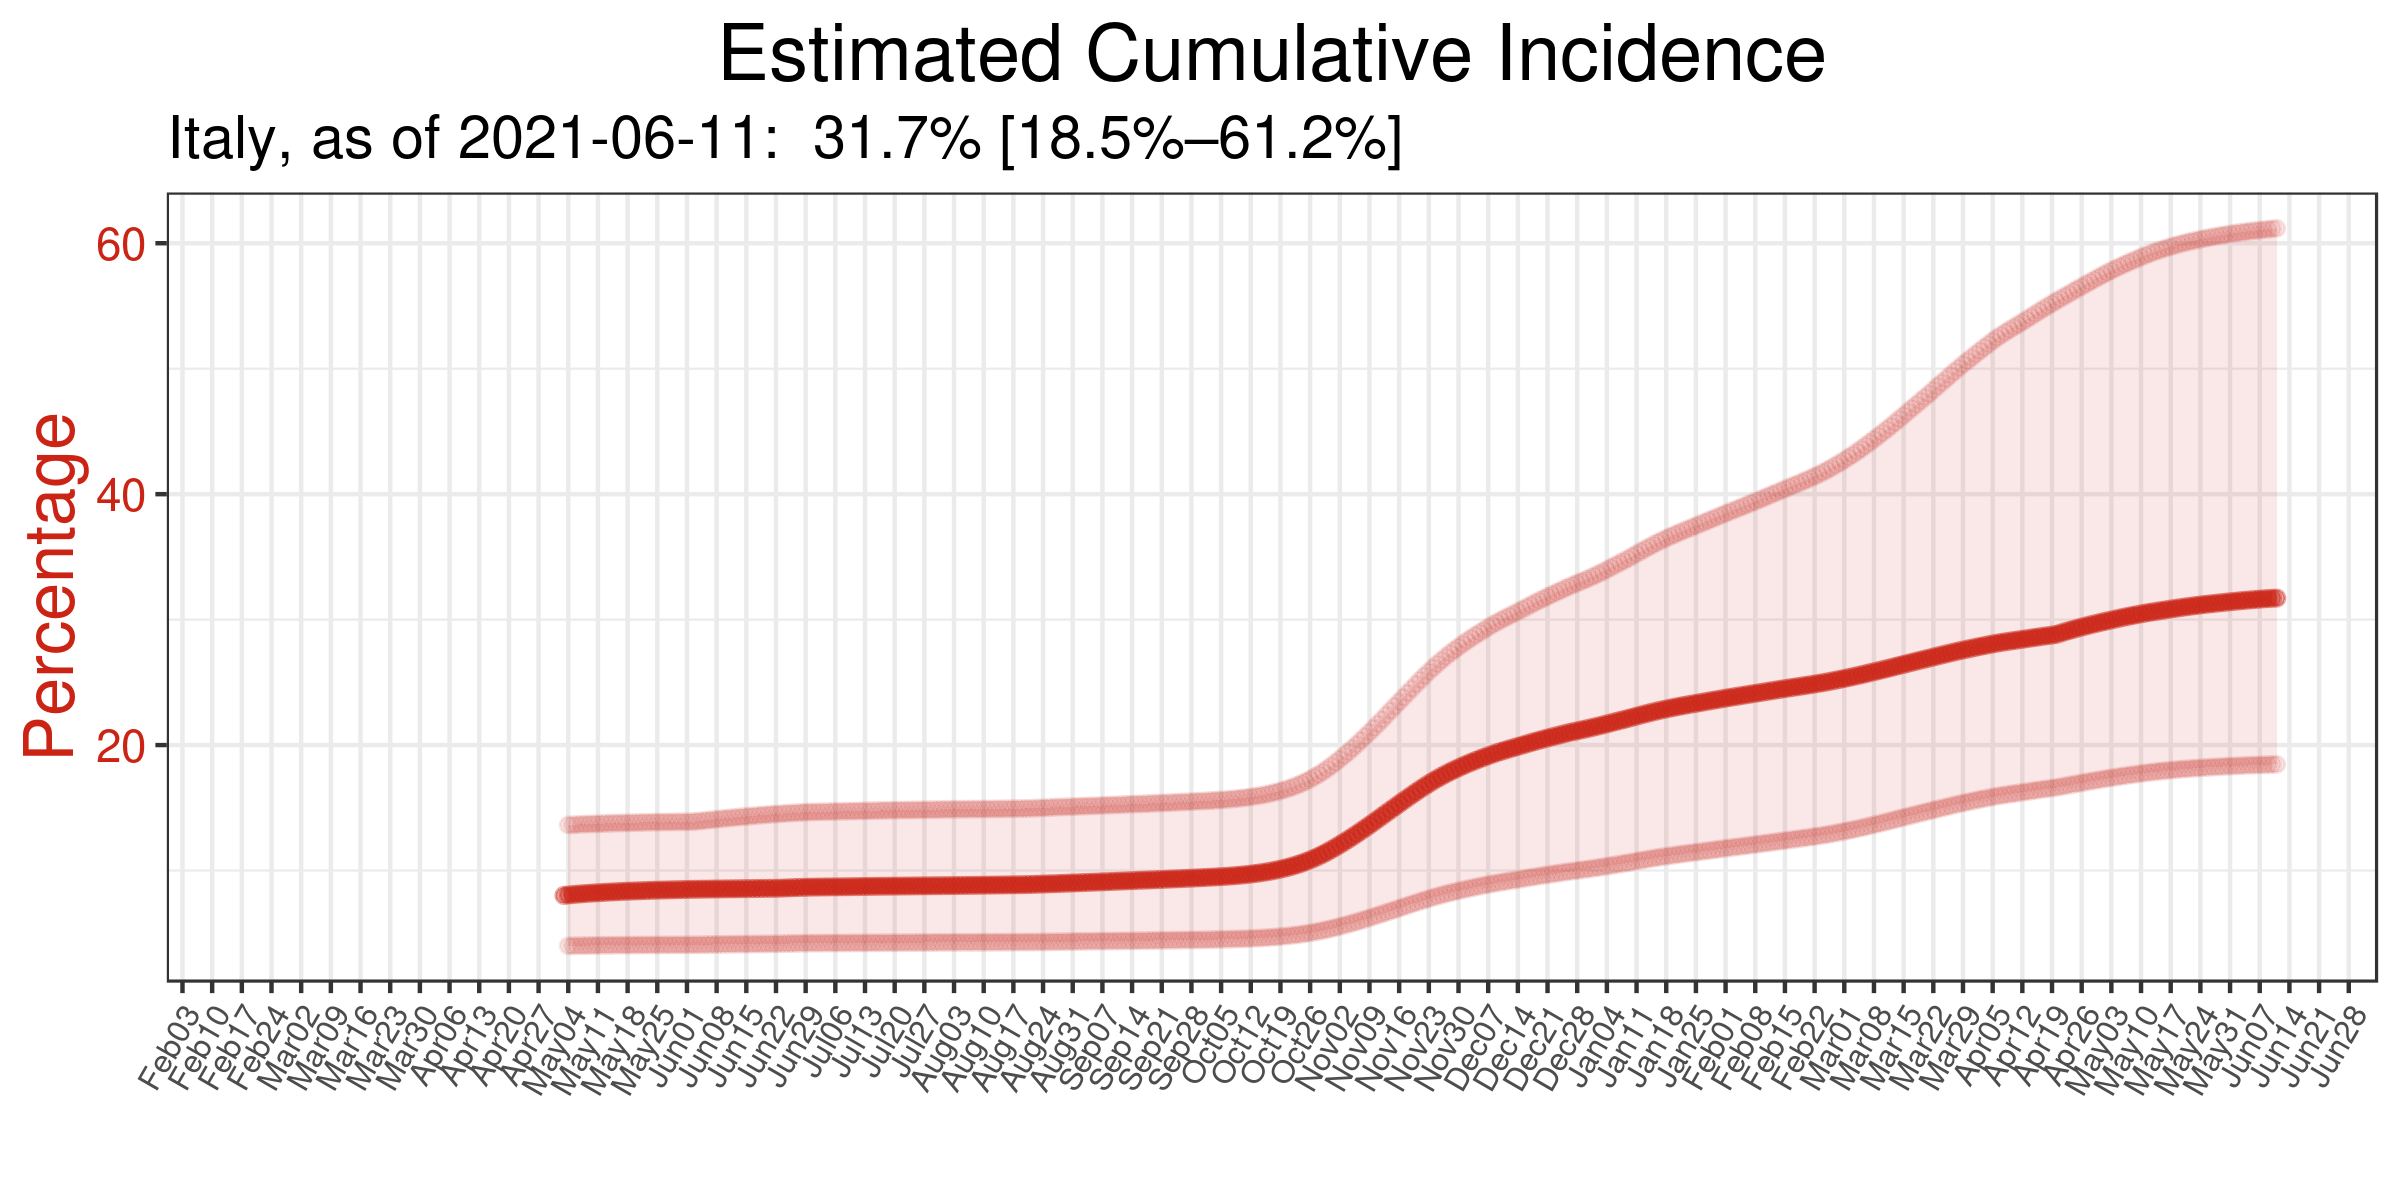 Estimated Cumulative Incidence
Italy, as of 2021-06-11:  31.7% [18.5%–61.2%]
Percentage
60
40
20
Feb03 Feb10 Feb17 Feb24 Mar02 Mar09 Mar16 Mar23 Mar30 Apr06 Apr13 Apr20 Apr27 May04 May11 May18 May25 Jun01 Jun08 Jun15 Jun22 Jun29 Jul06 Jul13 Jul20 Jul27 Aug03 Aug10 Aug17 Aug24 Aug31 Sep07 Sep14 Sep21 Sep28 Oct05 Oct12 Oct19 Oct26 Nov02 Nov09 Nov16 Nov23 Nov30 Dec07 Dec14 Dec21 Dec28 Jan04 Jan11 Jan18 Jan25 Feb01 Feb08 Feb15 Feb22 Mar01 Mar08 Mar15 Mar22 Mar29 Apr05 Apr12 Apr19 Apr26 May03 May10 May17 May24 May31 Jun07 Jun14 Jun21 Jun28